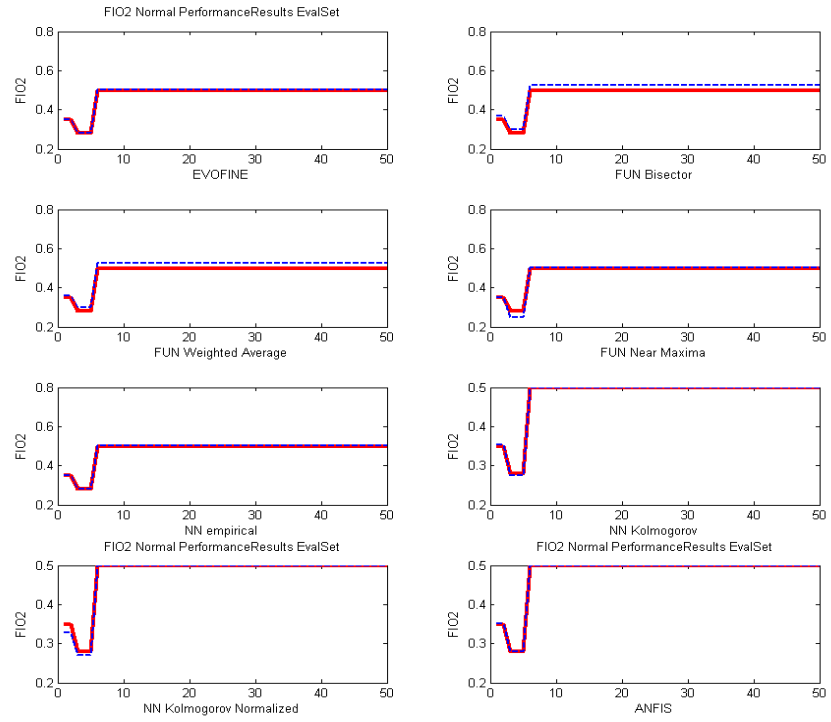 FIO2 Normal PerformanceResults EvalSet
0.8
0.6
0.4
0.2
FIO2
0 10 20 30 40 50
EVOFINE
0.8
0.6
0.4
0.2
FIO2
0 10 20 30 40 50
FUN Bisector
0.8
0.6
0.4
0.2
FIO2
0 10 20 30 40 50
FUN Weighted Average
0.8
0.6
0.4
0.2
FIO2
0 10 20 30 40 50
FUN Near Maxima
0.8
0.6
0.4
0.2
FIO2
0 10 20 30 40 50
NN empirical
0.5
0.4
0.3
0.2
FIO2
0 10 20 30 40 50
NN Kolmogorov
FIO2 Normal PerformanceResults EvalSet
0.5
0.4
0.3
0.2
FIO2
0 10 20 30 40 50
NN Kolmogorov Normalized
FIO2 Normal PerformanceResults EvalSet
0.5
0.4
0.3
0.2
FIO2
0 10 20 30 40 50
ANFIS